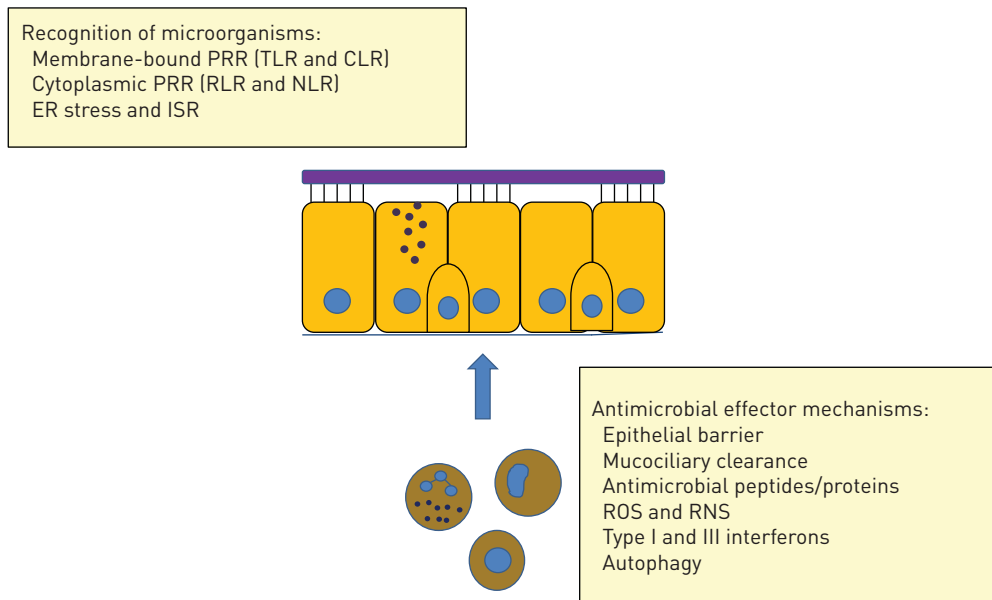 Recognition of microorganisms:
Membrane-bound PRR (TLR and CLR)
Cytoplasmic PRR (RLR and NLR)
ER stress and ISR
Antimicrobial effector mechanisms:
Epithelial barrier
Mucociliary clearance
Antimicrobial peptides/proteins
ROS and RNS
Type I and III interferons
Autophagy